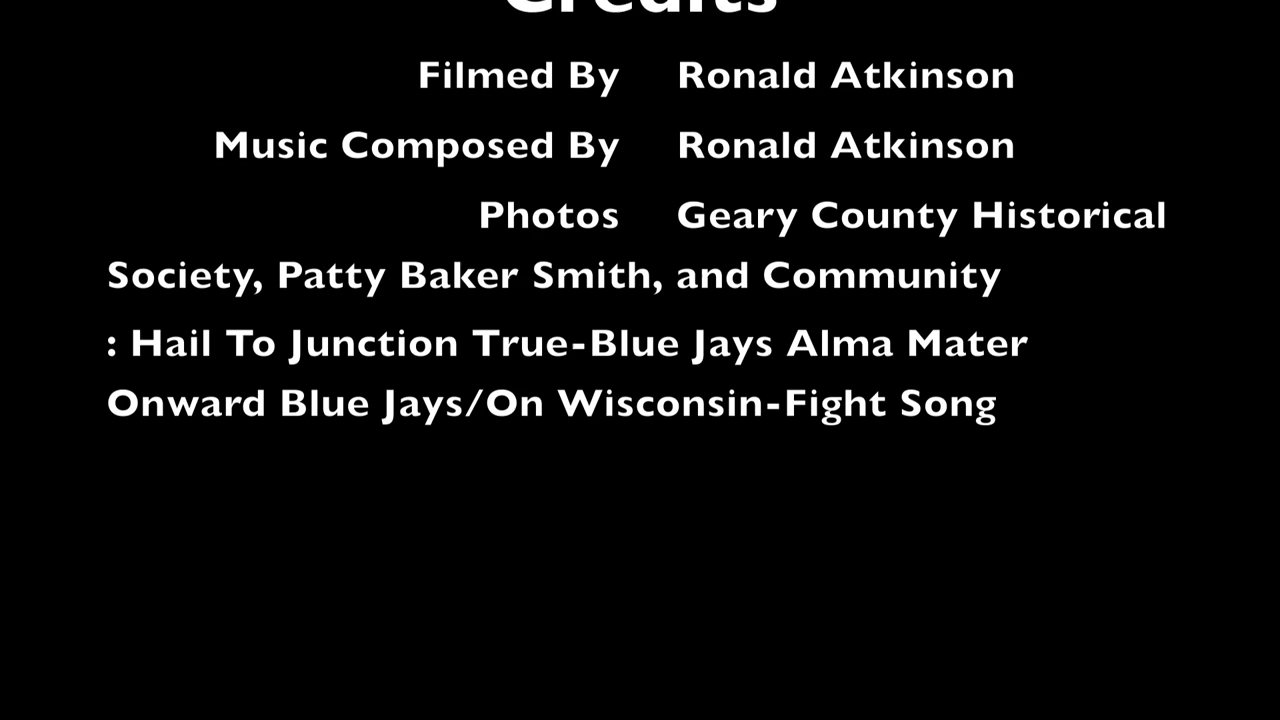 Credits
Filmed By Ronald Atkinson
Music Composed By Ronald Atkinson
Photos Geary County Historical
Society, Patty Baker Smith, and Community
: Hail To Junction True-Blue Jays Alma Mater
Onward Blue Jays/On Wisconsin-Fight Song